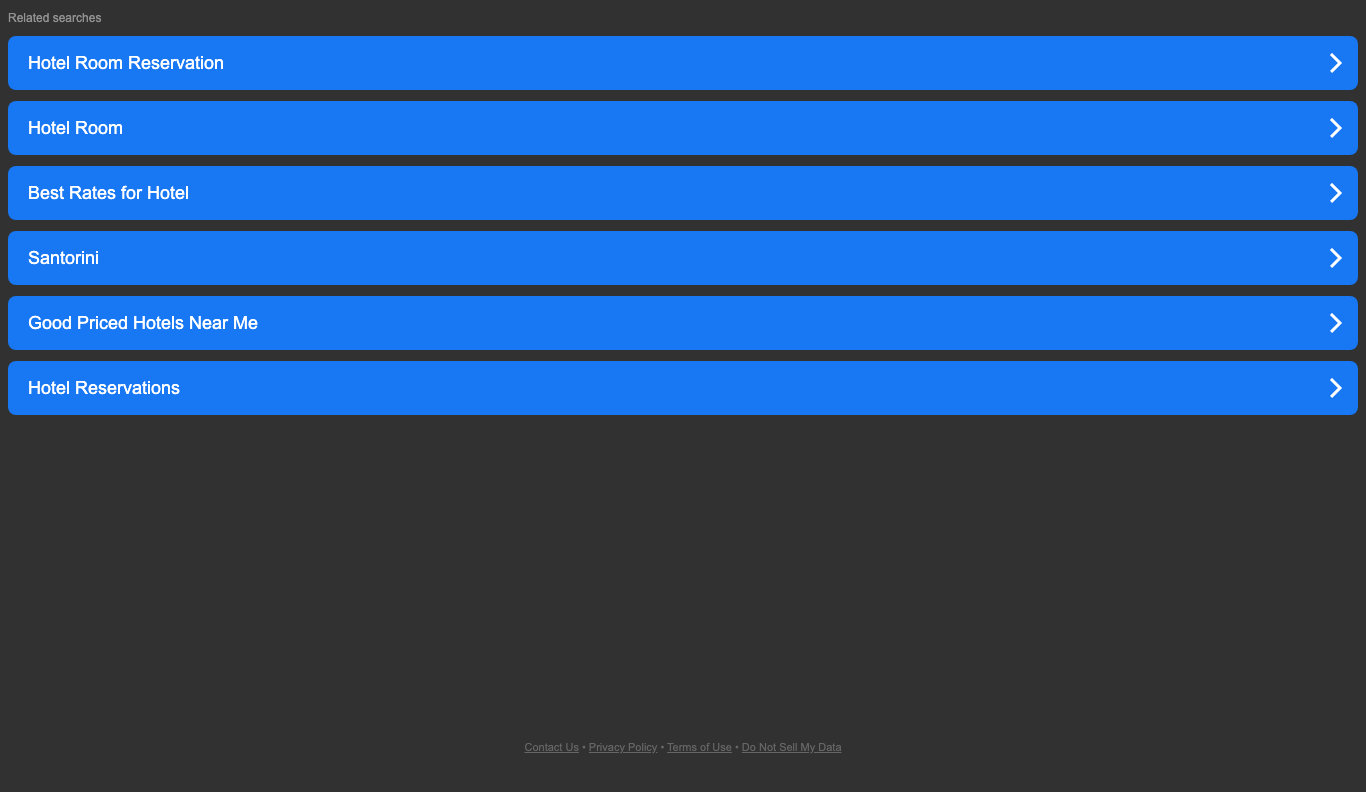 Related searches
Hotel Room Reservation
Hotel Room
Best Rates for Hotel
Santorini
Good Priced Hotels Near Me
Hotel Reservations
Contact Us • Privacy Policy • Terms of Use • Do Not Sell My Data